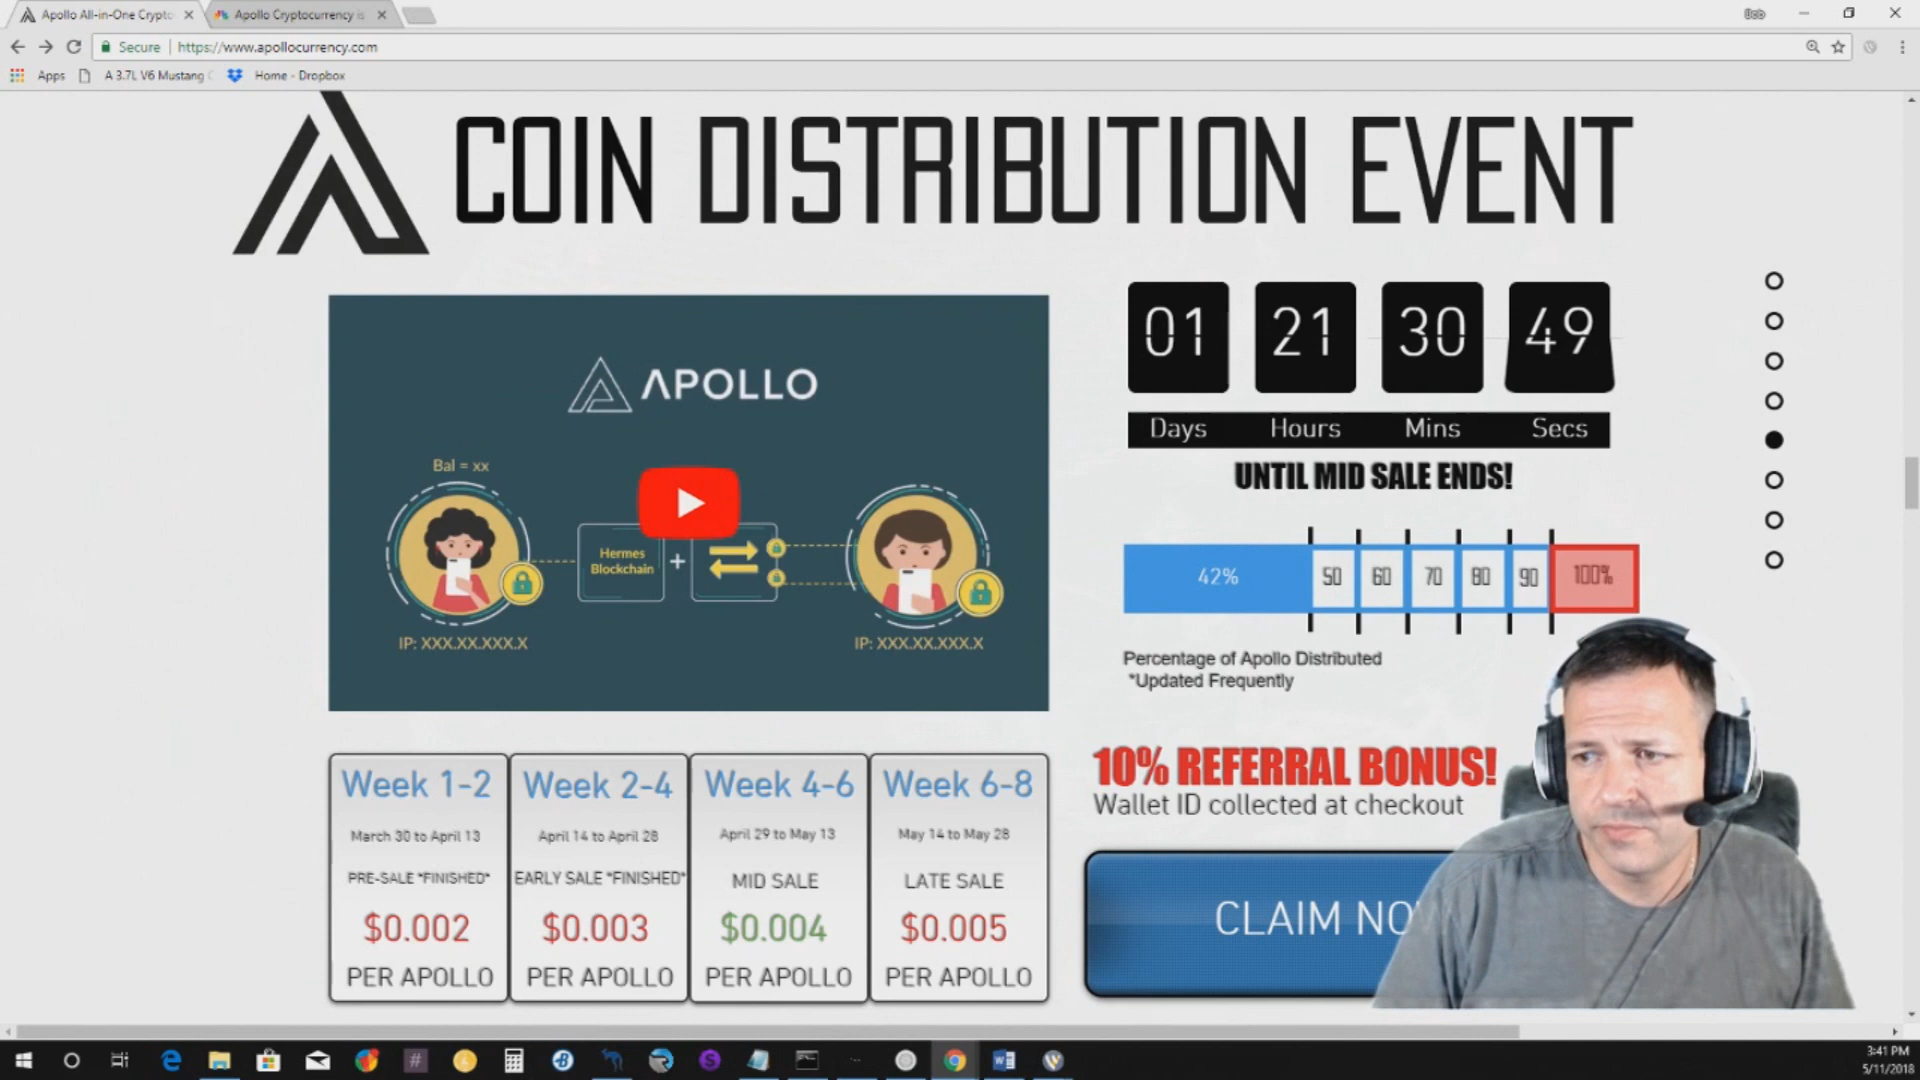 Apollo All-in-One Crypto
Apollo Cryptocurrency is
Bob
Secure
https://www.apollocurrency.com
Apps
A 3.7L V6 Mustang
Home - Dropbox
COIN DISTRIBUTION EVENT
APOLLO
Bal = xx
Hermes
Blockchain
+
IP: XXX.XX.XXX.X
IP: XXX.XX.XXX.X
01 21 30 49
Days Hours Mins Secs
UNTIL MID SALE ENDS!
42% 50 60 70 80 90 100%
Percentage of Apollo Distributed
*Updated Frequently
10% REFERRAL BONUS!
Wallet ID collected at checkout
CLAIM NO
Week 1-2
March 30 to April 13
PRE-SALE *FINISHED*
$0.002
PER APOLLO
Week 2-4
April 14 to April 28
EARLY SALE *FINISHED*
$0.003
PER APOLLO
Week 4-6
April 29 to May 13
MID SALE
$0.004
PER APOLLO
Week 6-8
May 14 to May 28
LATE SALE
$0.005
PER APOLLO
3:41 PM
5/11/2018